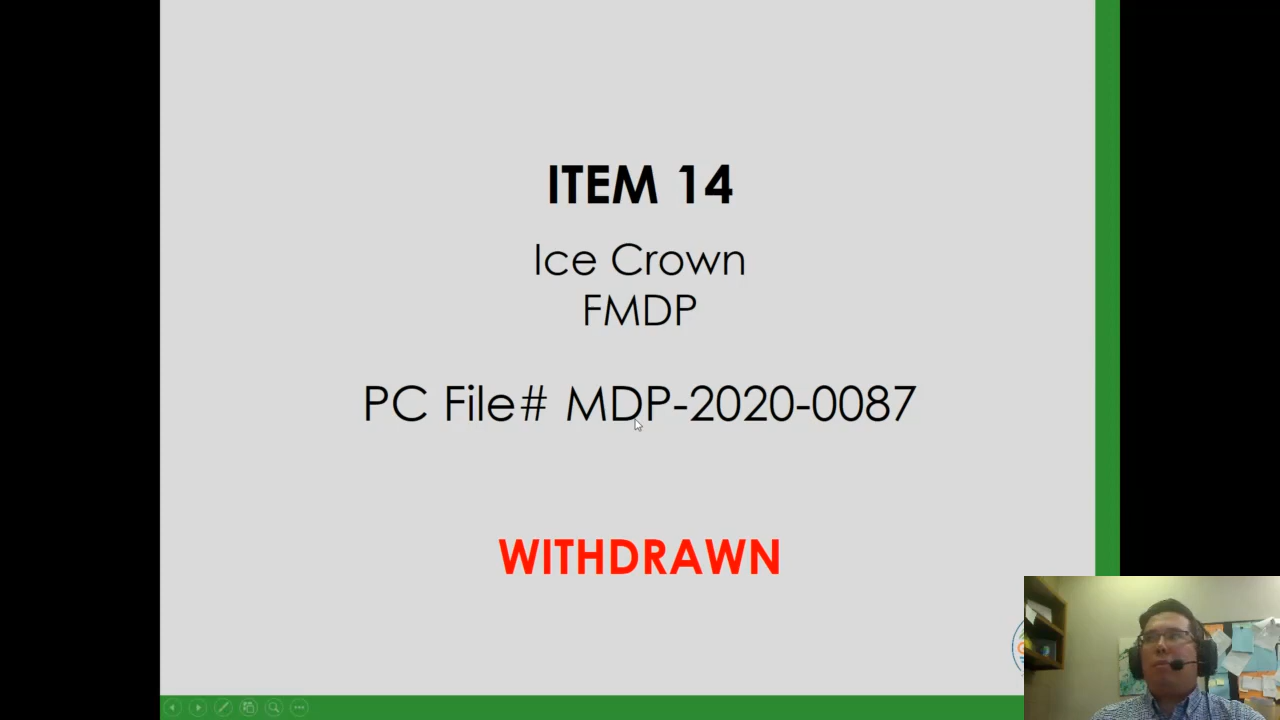 ITEM 14
Ice Crown
FMDP
PC File# MDP-2020-0087
WITHDRAWN